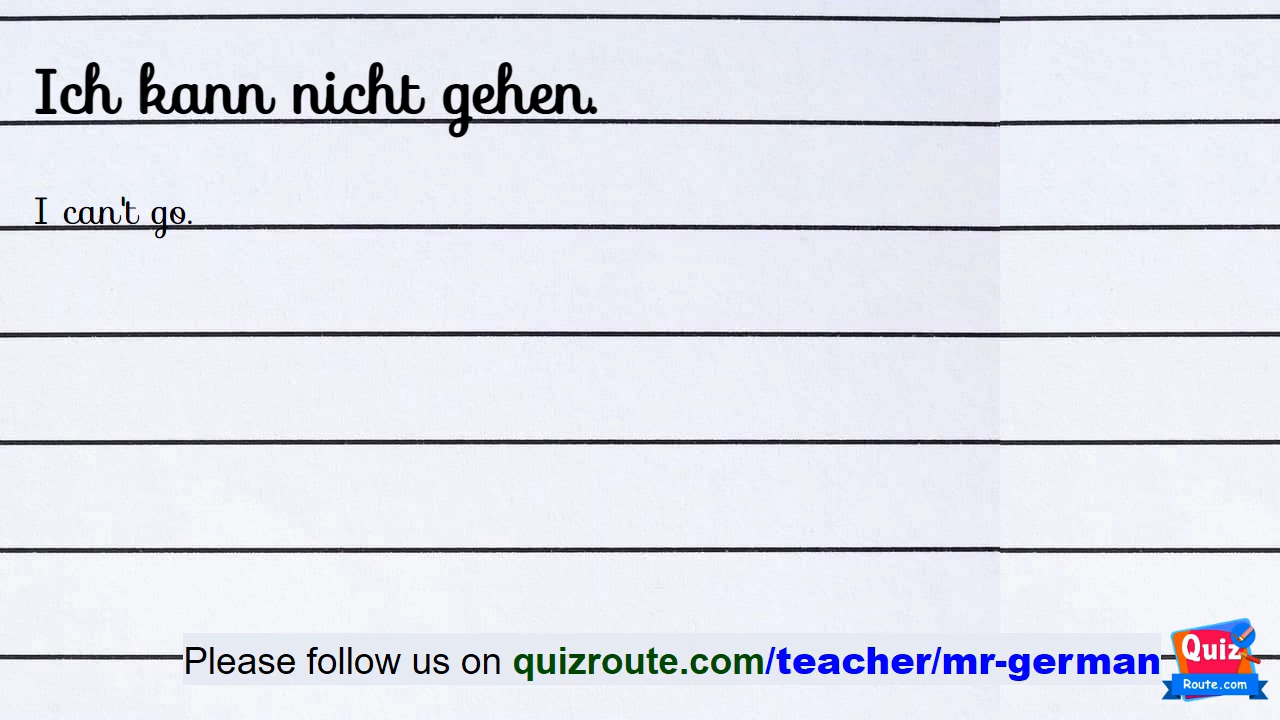 Ich kann nicht gehen.
I can't go.
Please follow us on quizroute.com/teacher/mr-german
Quiz
Route.com